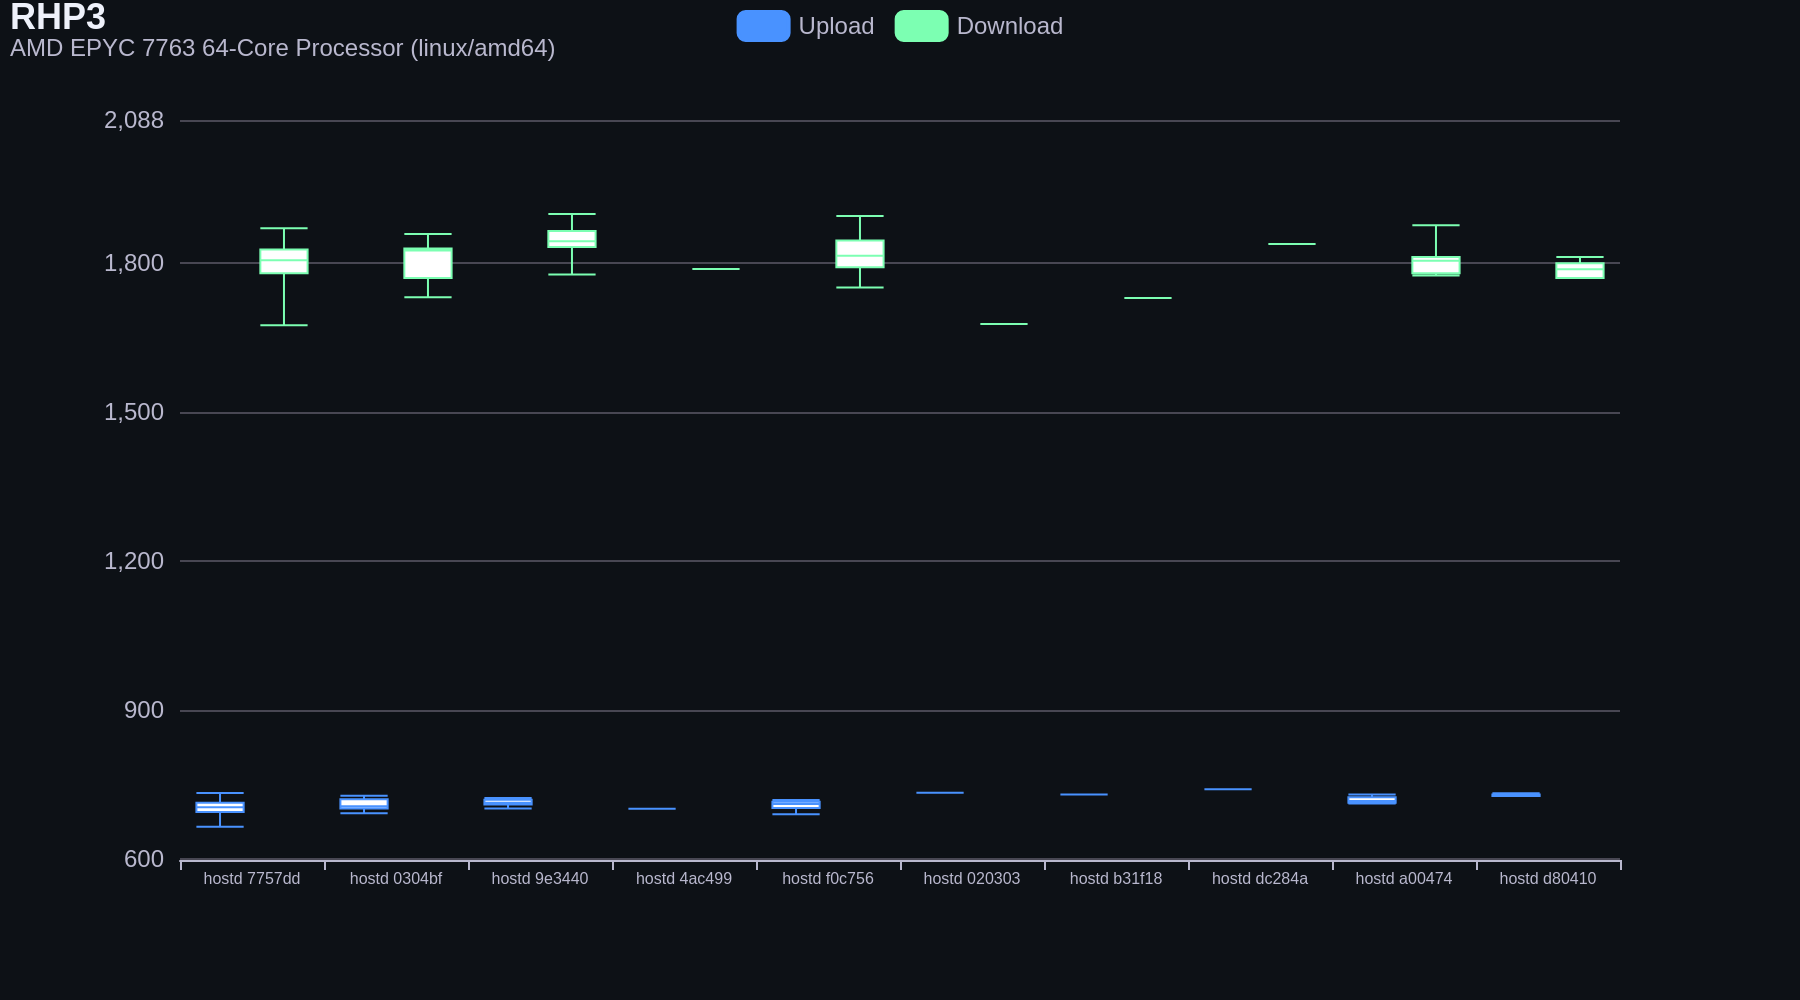 RHP3
AMD EPYC 7763 64-Core Processor (linux/amd64)
Upload
Download
2,088
1,800
1,500
1,200
900
600
hostd 7757dd
hostd 0304bf
hostd 9e3440
hostd 4ac499
hostd f0c756
hostd 020303
hostd b31f18
hostd dc284a
hostd a00474
hostd d80410